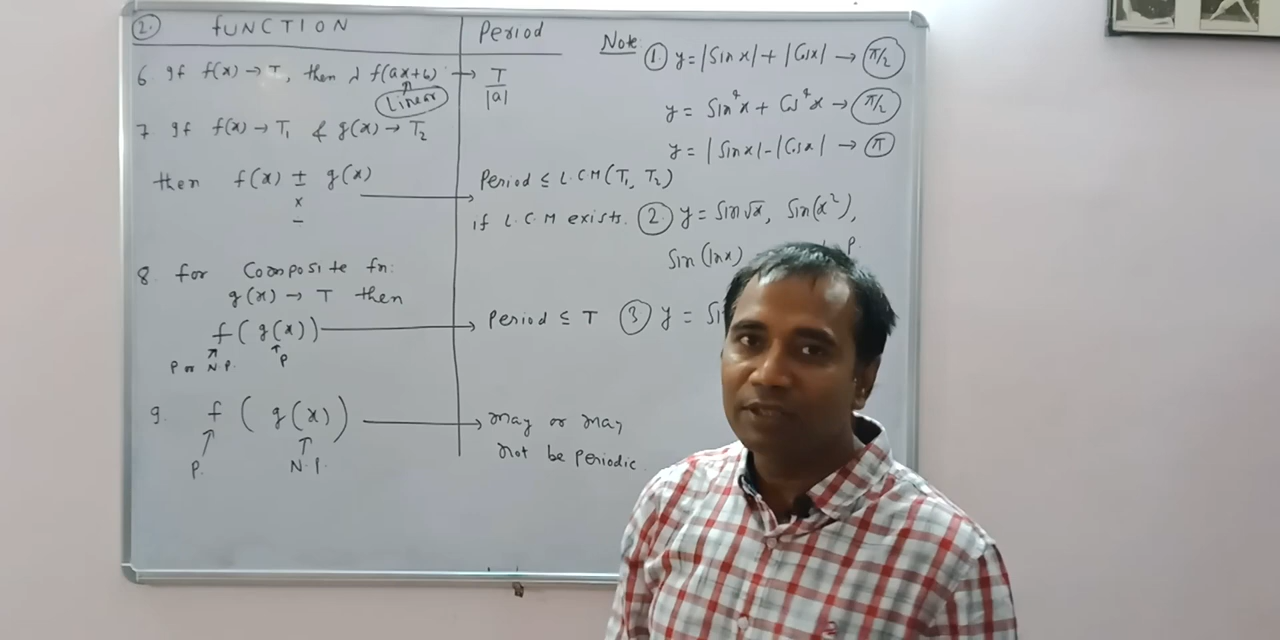 2. FUNCTION Period
6. If f(x) → T, then λ f(ax+b) → T/|a|
Linear
7. If f(x) → T₁ & g(x) → T₂
then f(x) ± g(x) Period ≤ L.C.M(T₁, T₂)
×
−
if L.C.M exists.
8. for Composite fn:
g(x) → T then
f(g(x)) → Period ≤ T
P or N.P. P
9. f(g(x)) → may or may
not be Periodic.
P. N.P.
Note:
1. y = |Sin x| + |Cos x| → π/2
y = Sin⁴x + Cos⁴x → π/2
y = |Sin x| - |Cos x| → π
2. y = Sin√x, Sin(x²),
Sin(ln x) P.
3. y = Si